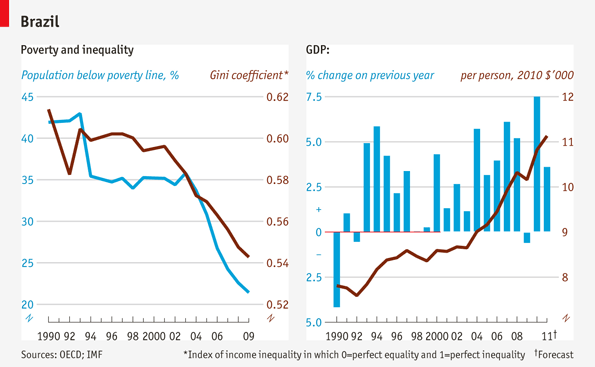 Brazil
Poverty and inequality
Population below poverty line, %
Gini coefficient*
45
40
35
30
25
20
0.62
0.60
0.58
0.56
0.54
0.52
1990 92 94 96 98 2000 02 04 06 09
GDP:
% change on previous year
per person, 2010 $'000
7.5
5.0
2.5
+
0
–
2.5
5.0
12
11
10
9
8
1990 92 94 96 98 2000 02 04 06 08 11†
Sources: OECD; IMF
*Index of income inequality in which 0=perfect equality and 1=perfect inequality
†Forecast